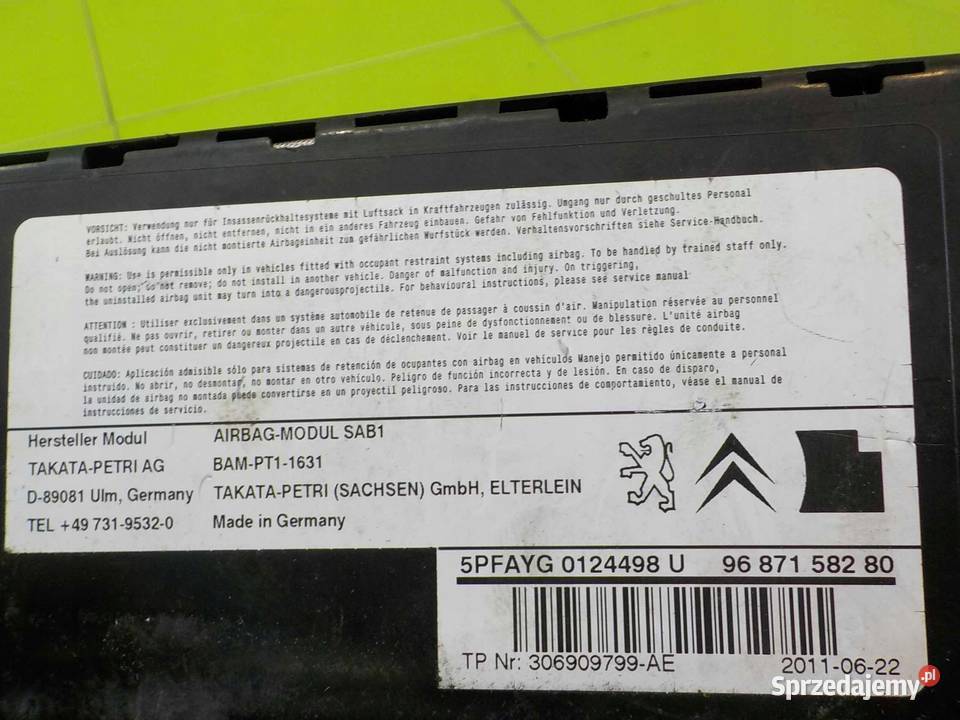 VORSICHT: Verwendung nur für Insassenrückhaltesysteme mit Luftsack in Kraftfahrzeugen zulässig. Umgang nur durch geschultes Personal
erlaubt. Nicht öffnen, nicht entfernen, nicht in ein anderes Fahrzeug einbauen. Gefahr von Fehlfunktion und Verletzung.
Bei Auslösung kann die nicht montierte Airbageinheit zum gefährlichen Wurfstück werden. Verhaltensvorschriften siehe Service-Handbuch.
WARNING: Use is permissible only in vehicles fitted with occupant restraint systems including airbag. To be handled by trained staff only.
Do not open; do not remove; do not install in another vehicle. Danger of malfunction and injury. On triggering,
the uninstalled airbag unit may turn into a dangerousprojectile. For behavioural instructions, please see service manual
ATTENTION : Utiliser exclusivement dans un système automobile de retenue de passager à coussin d'air. Manipulation réservée au personnel
qualifié. Ne pas ouvrir, retirer ou monter dans un autre véhicule, sous peine de dysfonctionnement ou de blessure. L'unité airbag
non montée peut constituer un dangereux projectile en cas de déclenchement. Voir le manuel de service pour les règles de conduite.
CUIDADO: Aplicación admisible sólo para sistemas de retención de ocupantes con airbag en vehículos Manejo permitido únicamente a personal
instruido. No abrir, no desmontar, no montar en otro vehículo. Peligro de función incorrecta y de lesión. En caso de disparo,
la unidad de airbag no montada puede convertirse en un proyectil peligroso. Para las instrucciones de comportamiento, véase el manual de
instrucciones de servicio.
Hersteller Modul AIRBAG-MODUL SAB1
TAKATA-PETRI AG BAM-PT1-1631
D-89081 Ulm, Germany TAKATA-PETRI (SACHSEN) GmbH, ELTERLEIN
TEL +49 731-9532-0 Made in Germany
5PFAYG 0124498 U 96 871 582 80
TP Nr: 306909799-AE 2011-06-22
Sprzedajemy.pl